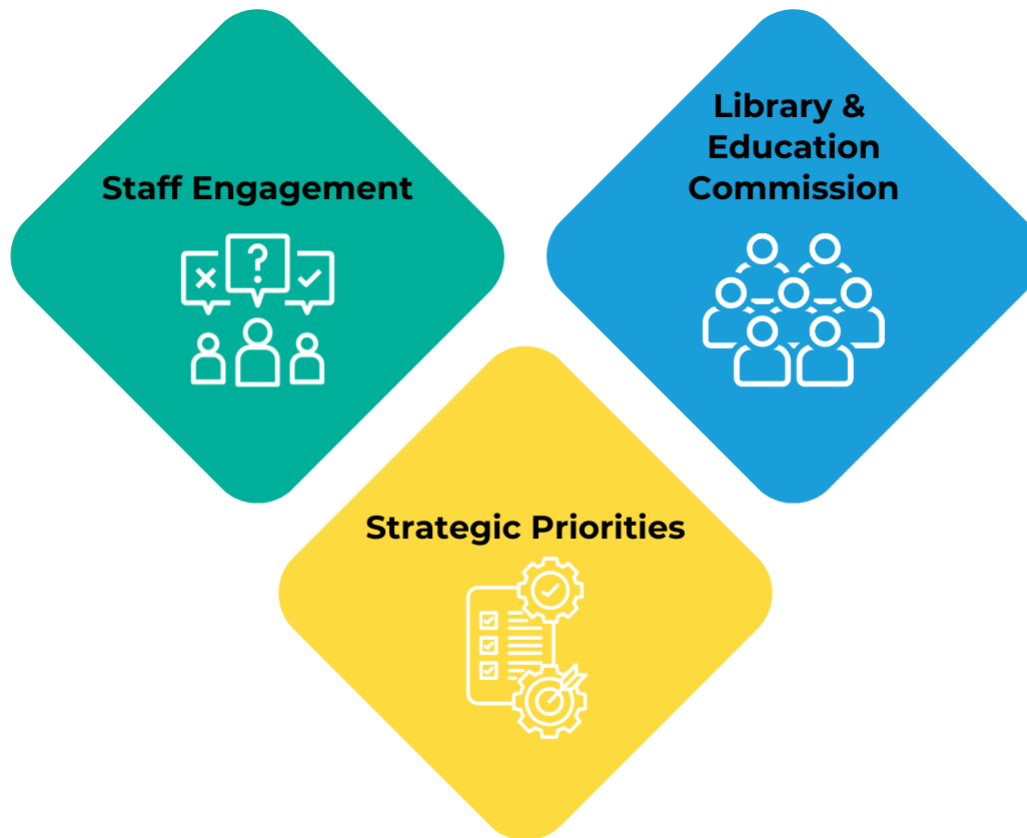 Staff Engagement
Library &
Education
Commission
Strategic Priorities